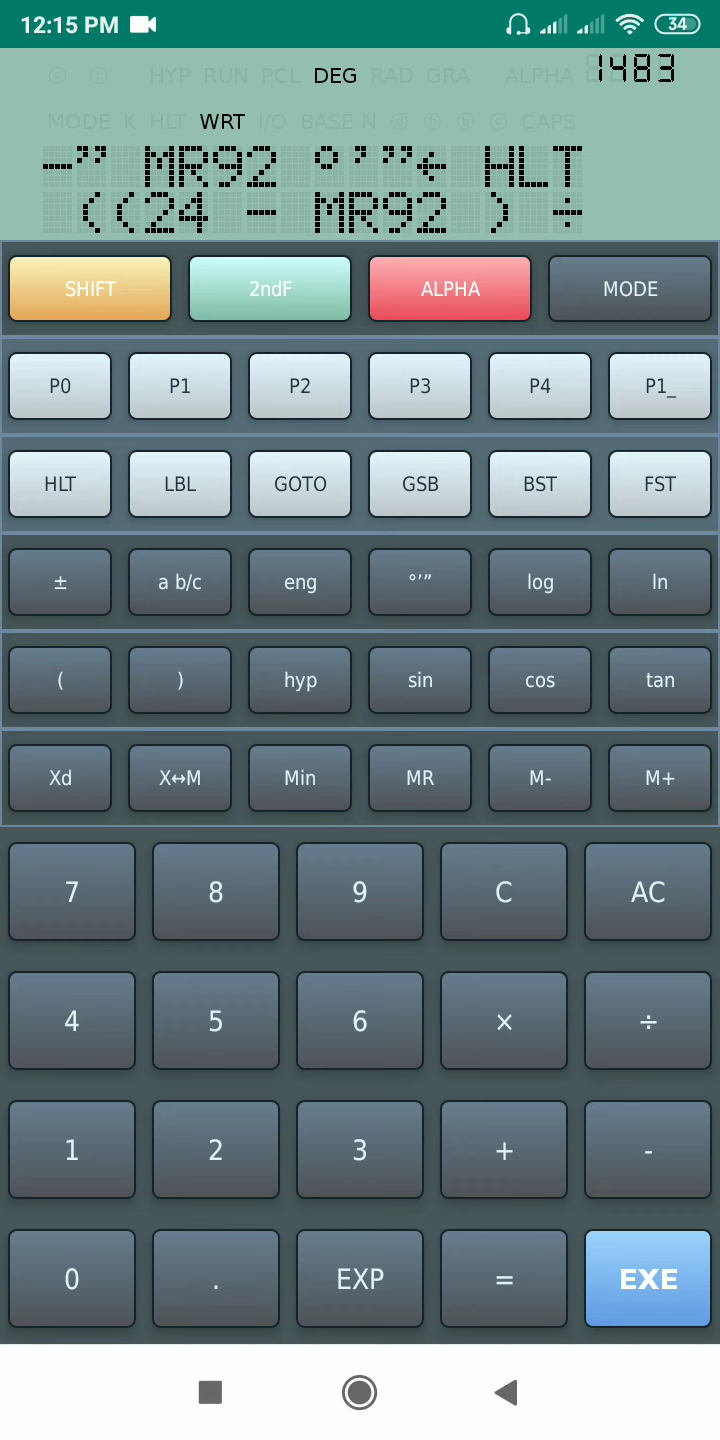 12:15 PM 34
HYP RUN PCL DEG RAD GRA ALPHA 1483
MODE K HLT WRT I/O BASE-N CAPS
—” MR92 °’”← HLT
((24 - MR92 ) ÷
SHIFT 2ndF ALPHA MODE
P0 P1 P2 P3 P4 P1_
HLT LBL GOTO GSB BST FST
± a b/c eng °’” log ln
( ) hyp sin cos tan
Xd X↔M Min MR M- M+
7 8 9 C AC
4 5 6 × ÷
1 2 3 + -
0 . EXP = EXE